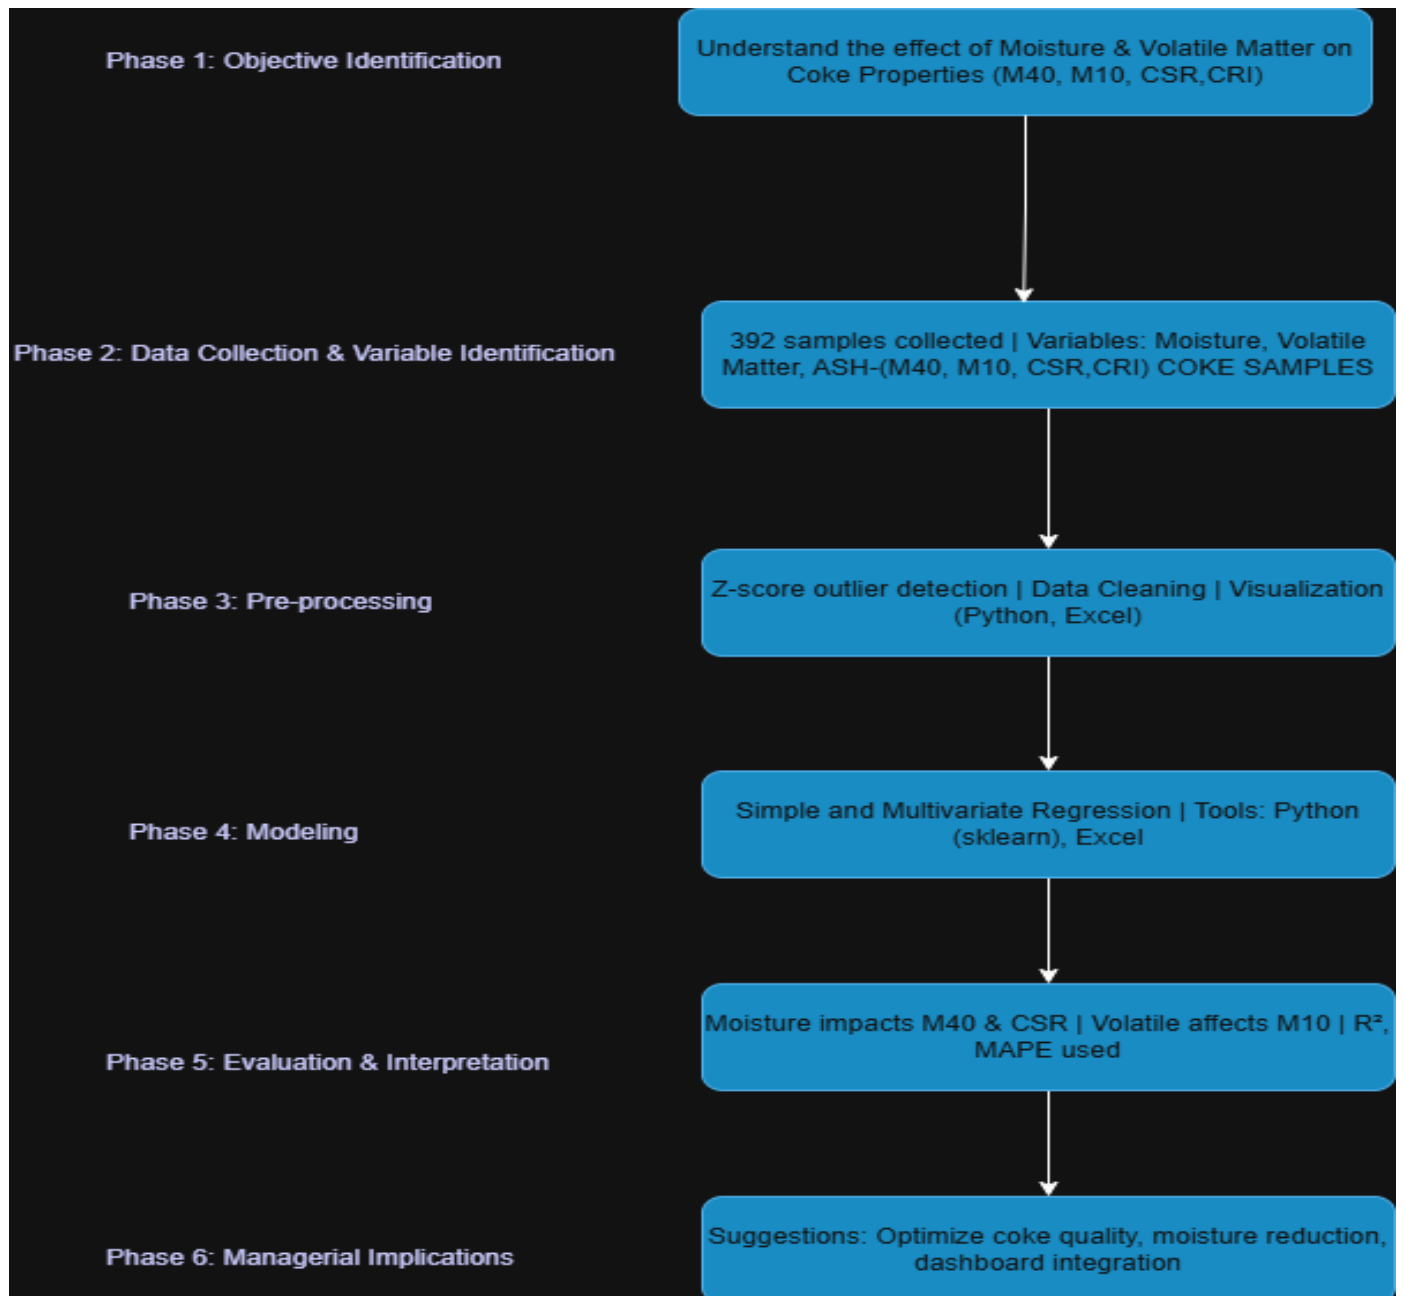 Phase 1: Objective Identification
Understand the effect of Moisture & Volatile Matter on
Coke Properties (M40, M10, CSR,CRI)
Phase 2: Data Collection & Variable Identification
392 samples collected | Variables: Moisture, Volatile
Matter, ASH-(M40, M10, CSR,CRI) COKE SAMPLES
Phase 3: Pre-processing
Z-score outlier detection | Data Cleaning | Visualization
(Python, Excel)
Phase 4: Modeling
Simple and Multivariate Regression | Tools: Python
(sklearn), Excel
Phase 5: Evaluation & Interpretation
Moisture impacts M40 & CSR | Volatile affects M10 | R²,
MAPE used
Phase 6: Managerial Implications
Suggestions: Optimize coke quality, moisture reduction,
dashboard integration